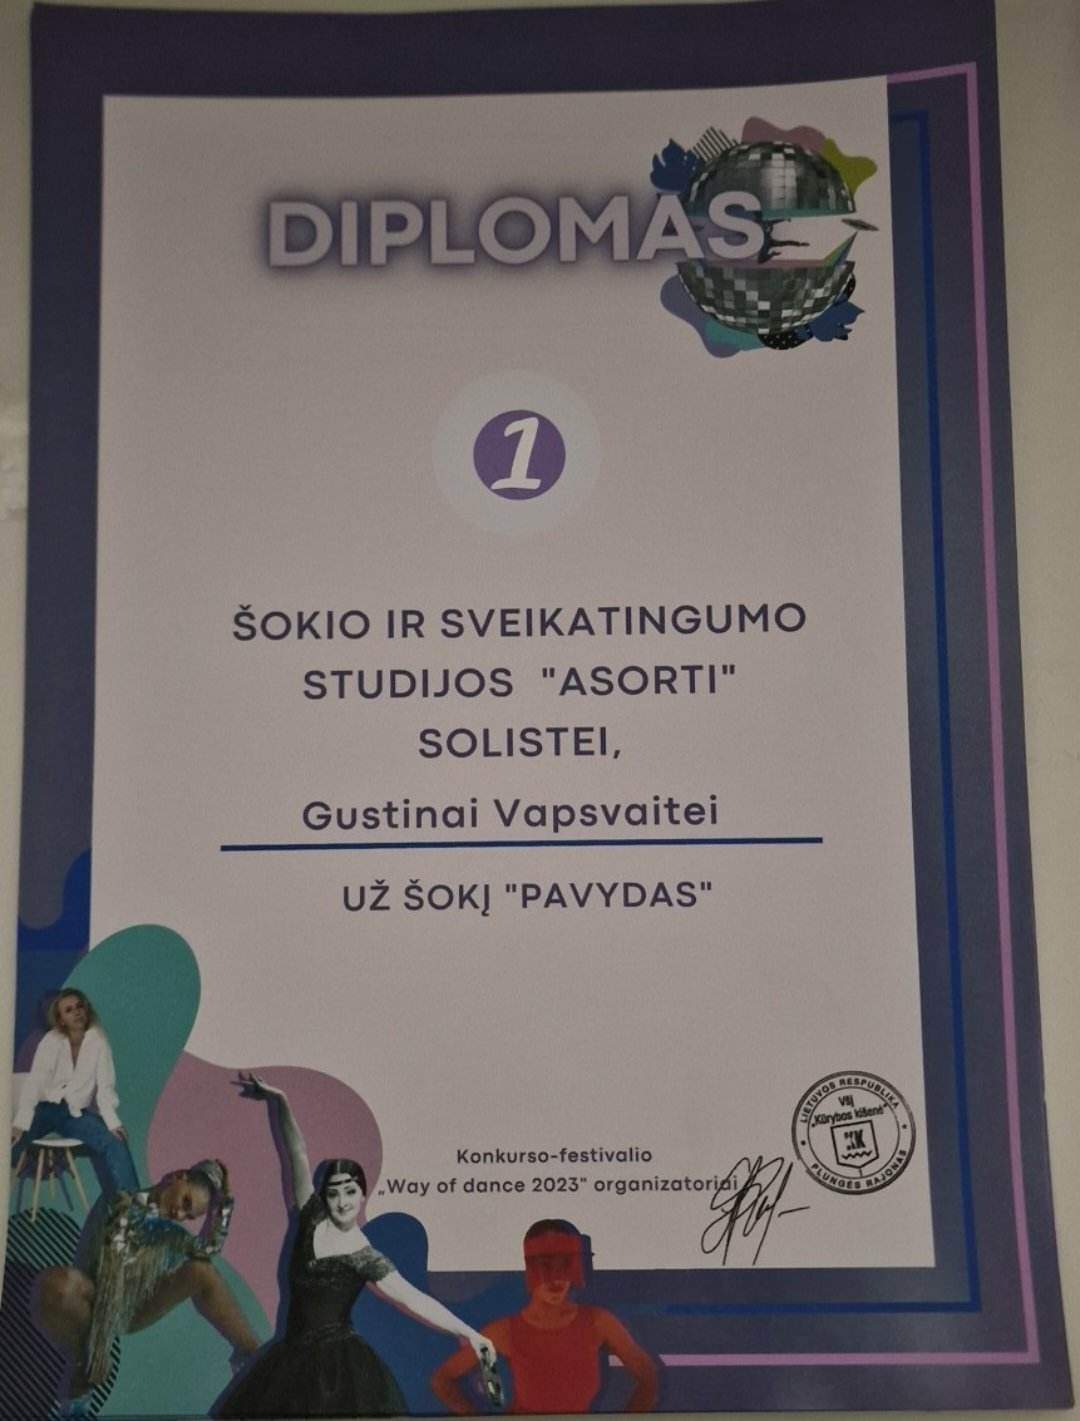 DIPLOMAS
1
ŠOKIO IR SVEIKATINGUMO
STUDIJOS "ASORTI"
SOLISTEI,
Gustinai Vapsvaitei
UŽ ŠOKĮ "PAVYDAS"
Konkurso-festivalio
„Way of dance 2023" organizatoriai
LIETUVOS RESPUBLIKA
VšĮ
„Kūrybos kišenė"
KK
PLUNGĖS RAJONAS